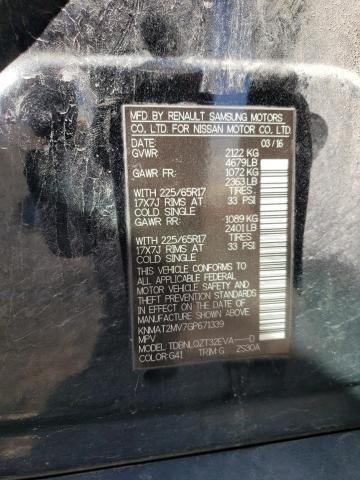 MFD BY RENAULT SAMSUNG MOTORS
CO. LTD. FOR NISSAN MOTOR CO., LTD
DATE: 03/16
GVWR: 2122 KG
4679LB
GAWR FR: 1072 KG
2363LB
WITH 225/65R17 TIRES
17X7J RIMS AT 33 PSI
COLD SINGLE
GAWR RR: 1089 KG
2401LB
WITH 225/65R17 TIRES
17X7J RIMS AT 33 PSI
COLD SINGLE
THIS VEHICLE CONFORMS TO
ALL APPLICABLE FEDERAL
MOTOR VEHICLE SAFETY
STANDARDS IN EFFECT ON THE
DATE OF MANUFACTURE
SHOWN ABOVE.
KNMAT2MV7GP671339
MPV
MODEL TDBNLQZT32EVA----D
COLOR:G41 TRIM:G 2S30A